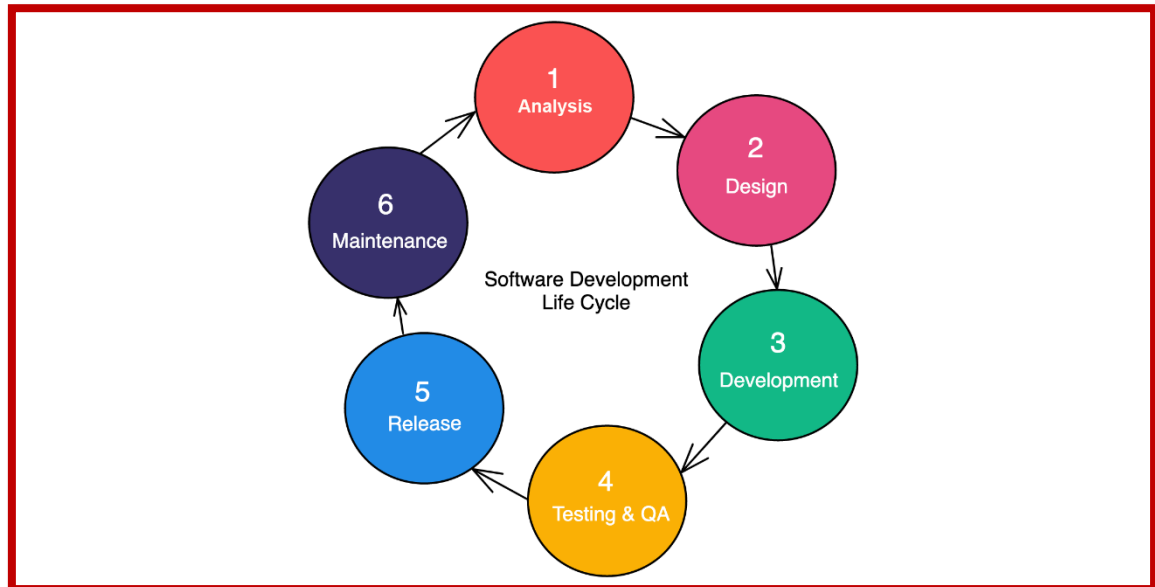 1
Analysis
2
Design
3
Development
4
Testing & QA
5
Release
6
Maintenance
Software Development
Life Cycle